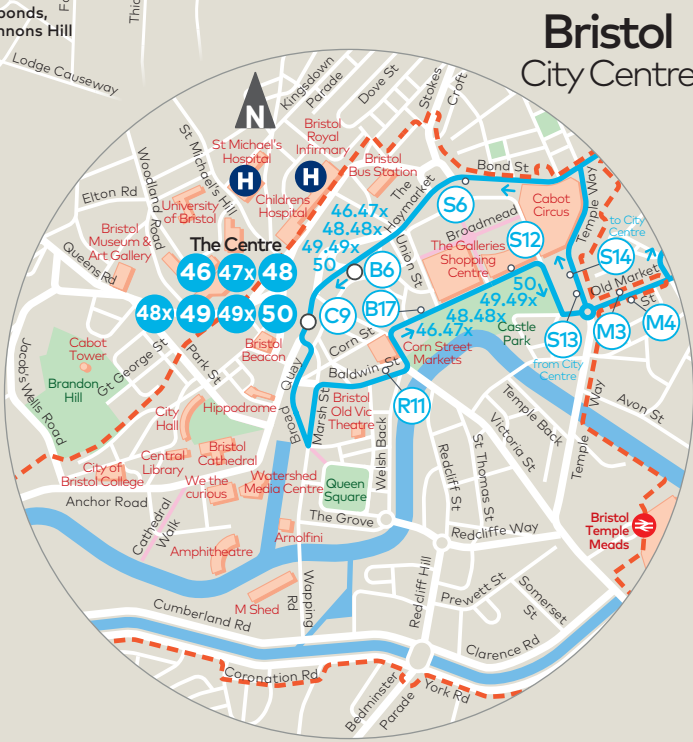 ponds,
nnons Hill
Lodge Causeway
Fo
Thic
Bristol
City Centre
Kingsdown
Parade
Dove St
Stokes
Croft
N
St Michael's
Hospital
H
Bristol
Royal
Infirmary
H
Bristol
Bus Station
St Michael's Hill
Woodland Road
Elton Rd
University
of Bristol
Childrens
Hospital
The
Haymarket
Bond St
S6
Cabot
Circus
Temple Way
Bristol
Museum &
Art Gallery
Queens Rd
The Centre
46 47x 48
48x 49 49x 50
46.47x
48.48x
49.49x
50
B6
Union St
Broadmead
The Galleries
Shopping
Centre
S12
to City
Centre
S14
Old Market
St
C9
B17
50
49.49x
48.48x
46.47x
Castle
Park
S13
from City
Centre
M3
M4
Cabot
Tower
Brandon
Hill
Jacob's Wells Road
Gt George St
Park St
Bristol
Beacon
Corn St
Corn Street
Markets
Baldwin St
R11
Broad
Quay
Marsh St
Hippodrome
City
Hall
Bristol
Old Vic
Theatre
Welsh Back
Temple Back
Victoria St
Temple
Way
Avon St
City of
Bristol College
Central
Library
Bristol
Cathedral
We the
curious
Watershed
Media Centre
Queen
Square
Redcliff St
St Thomas St
Anchor Road
Cathedral
Walk
The Grove
Redcliffe Way
Bristol
Temple
Meads
Arnolfini
Amphitheatre
M Shed
Wapping
Rd
Redcliff Hill
Prewett St
Somerset
St
Cumberland Rd
Clarence Rd
Coronation Rd
York Rd
Bedminster
Parade